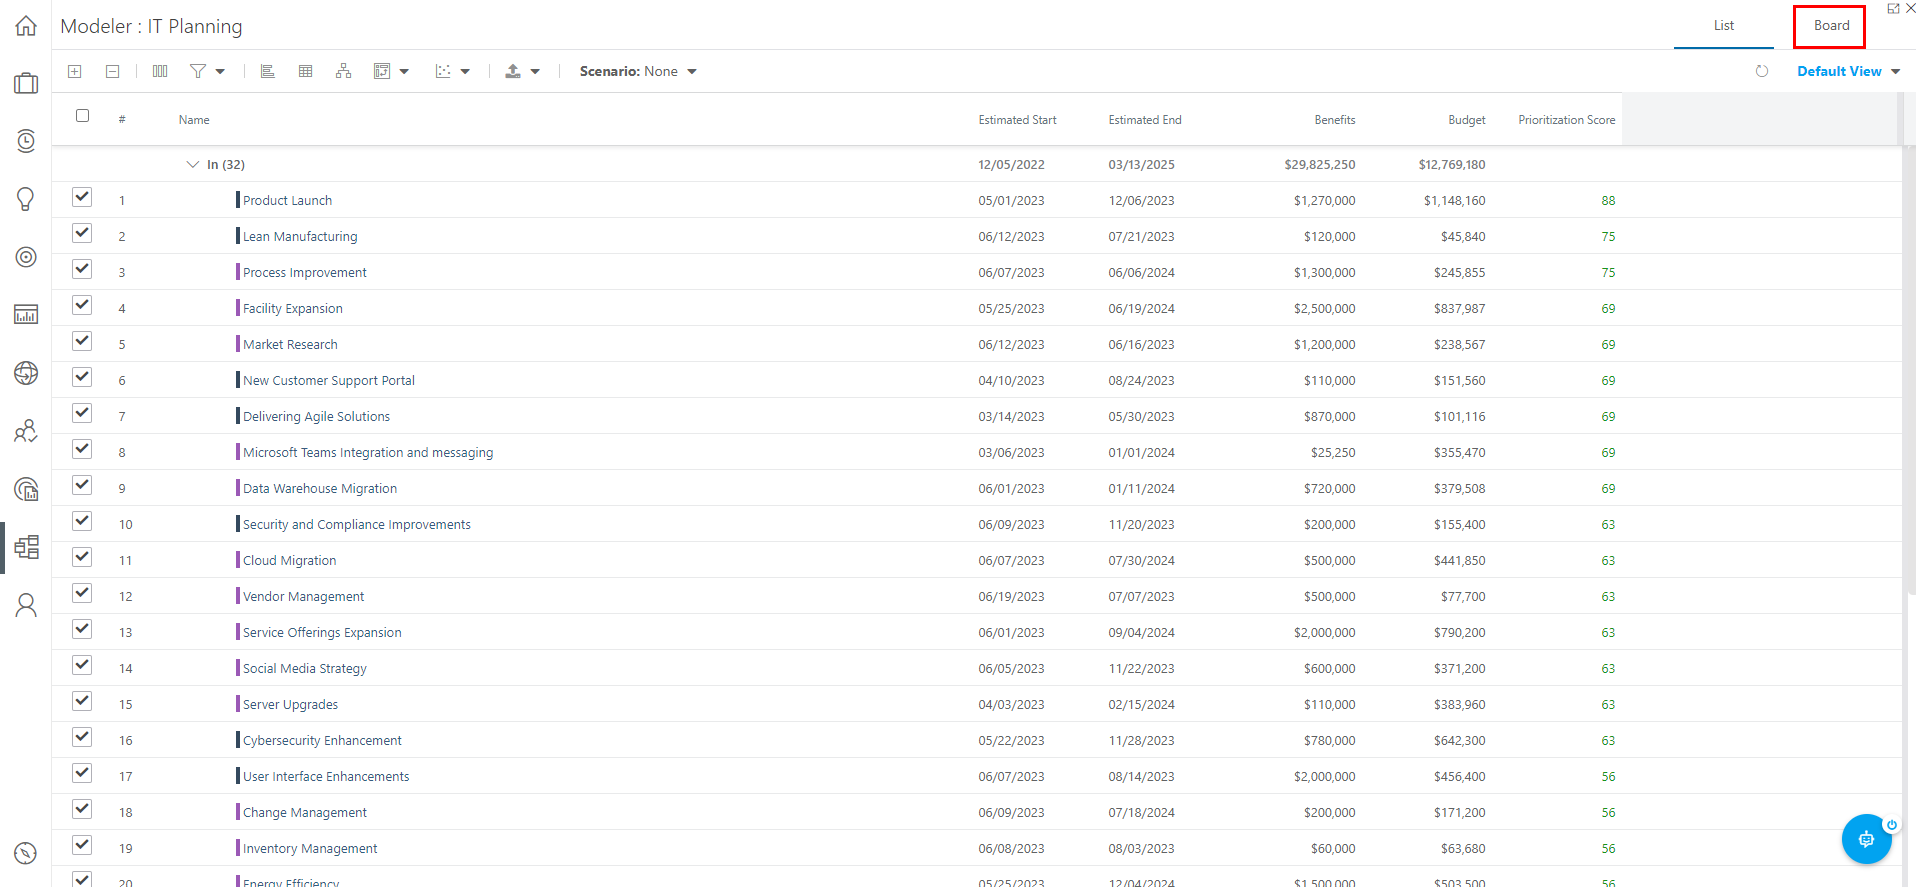 Modeler : IT Planning
List Board
Scenario: None
Default View
# Name Estimated Start Estimated End Benefits Budget Prioritization Score
In (32) 12/05/2022 03/13/2025 $29,825,250 $12,769,180
1 Product Launch 05/01/2023 12/06/2023 $1,270,000 $1,148,160 88
2 Lean Manufacturing 06/12/2023 07/21/2023 $120,000 $45,840 75
3 Process Improvement 06/07/2023 06/06/2024 $1,300,000 $245,855 75
4 Facility Expansion 05/25/2023 06/19/2024 $2,500,000 $837,987 69
5 Market Research 06/12/2023 06/16/2023 $1,200,000 $238,567 69
6 New Customer Support Portal 04/10/2023 08/24/2023 $110,000 $151,560 69
7 Delivering Agile Solutions 03/14/2023 05/30/2023 $870,000 $101,116 69
8 Microsoft Teams Integration and messaging 03/06/2023 01/01/2024 $25,250 $355,470 69
9 Data Warehouse Migration 06/01/2023 01/11/2024 $720,000 $379,508 69
10 Security and Compliance Improvements 06/09/2023 11/20/2023 $200,000 $155,400 63
11 Cloud Migration 06/07/2023 07/30/2024 $500,000 $441,850 63
12 Vendor Management 06/19/2023 07/07/2023 $500,000 $77,700 63
13 Service Offerings Expansion 06/01/2023 09/04/2024 $2,000,000 $790,200 63
14 Social Media Strategy 06/05/2023 11/22/2023 $600,000 $371,200 63
15 Server Upgrades 04/03/2023 02/15/2024 $110,000 $383,960 63
16 Cybersecurity Enhancement 05/22/2023 11/28/2023 $780,000 $642,300 63
17 User Interface Enhancements 06/07/2023 08/14/2023 $2,000,000 $456,400 56
18 Change Management 06/09/2023 07/18/2024 $200,000 $171,200 56
19 Inventory Management 06/08/2023 08/03/2023 $60,000 $63,680 56
20 Energy Efficiency 05/25/2023 12/04/2024 $1,500,000 $503,500 56